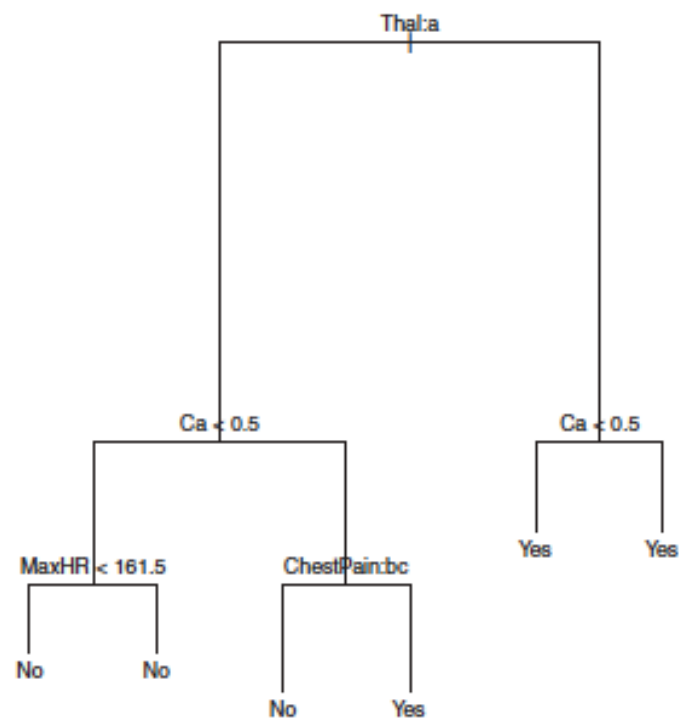 Thal:a
Ca < 0.5
Ca < 0.5
Yes
Yes
MaxHR < 161.5
ChestPain:bc
No
No
No
Yes